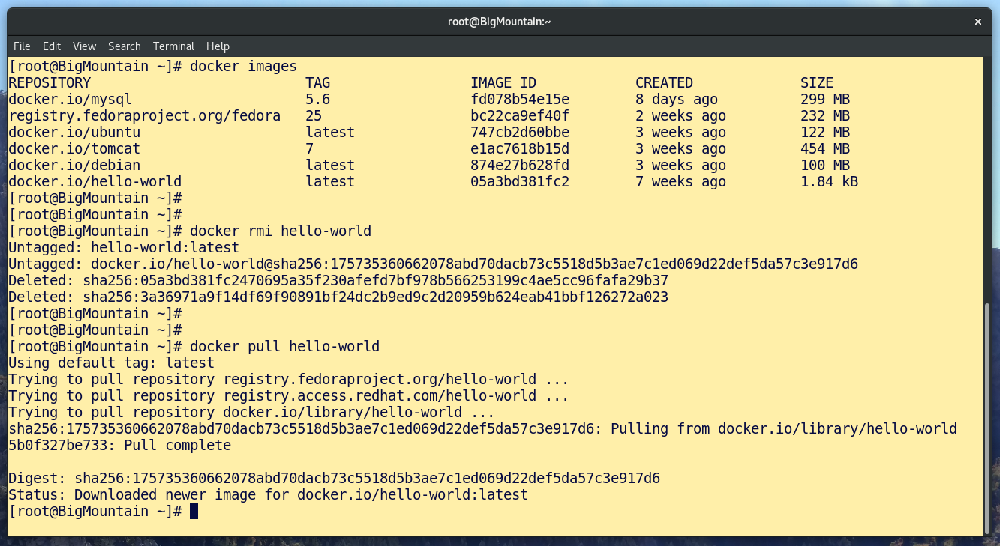 root@BigMountain:~ ×
File Edit View Search Terminal Help
[root@BigMountain ~]# docker images
REPOSITORY TAG IMAGE ID CREATED SIZE
docker.io/mysql 5.6 fd078b54e15e 8 days ago 299 MB
registry.fedoraproject.org/fedora 25 bc22ca9ef40f 2 weeks ago 232 MB
docker.io/ubuntu latest 747cb2d60bbe 3 weeks ago 122 MB
docker.io/tomcat 7 e1ac7618b15d 3 weeks ago 454 MB
docker.io/debian latest 874e27b628fd 3 weeks ago 100 MB
docker.io/hello-world latest 05a3bd381fc2 7 weeks ago 1.84 kB
[root@BigMountain ~]#
[root@BigMountain ~]#
[root@BigMountain ~]# docker rmi hello-world
Untagged: hello-world:latest
Untagged: docker.io/hello-world@sha256:175735360662078abd70dacb73c5518d5b3ae7c1ed069d22def5da57c3e917d6
Deleted: sha256:05a3bd381fc2470695a35f230afefd7bf978b566253199c4ae5cc96fafa29b37
Deleted: sha256:3a36971a9f14df69f90891bf24dc2b9ed9c2d20959b624eab41bbf126272a023
[root@BigMountain ~]#
[root@BigMountain ~]#
[root@BigMountain ~]# docker pull hello-world
Using default tag: latest
Trying to pull repository registry.fedoraproject.org/hello-world ...
Trying to pull repository registry.access.redhat.com/hello-world ...
Trying to pull repository docker.io/library/hello-world ...
sha256:175735360662078abd70dacb73c5518d5b3ae7c1ed069d22def5da57c3e917d6: Pulling from docker.io/library/hello-world
5b0f327be733: Pull complete
Digest: sha256:175735360662078abd70dacb73c5518d5b3ae7c1ed069d22def5da57c3e917d6
Status: Downloaded newer image for docker.io/hello-world:latest
[root@BigMountain ~]#